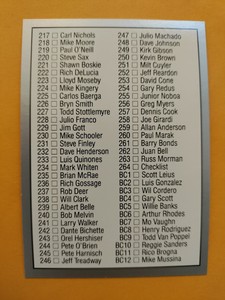 217 Carl Nichols
218 Mike Moore
219 Paul O'Neill
220 Steve Sax
221 Shawn Boskie
222 Rich DeLucia
223 Lloyd Moseby
224 Mike Kingery
225 Carlos Baerga
226 Bryn Smith
227 Todd Stottlemyre
228 Julio Franco
229 Jim Gott
230 Mike Schooler
231 Steve Finley
232 Dave Henderson
233 Luis Quinones
234 Mark Whiten
235 Brian McRae
236 Rich Gossage
237 Rob Deer
238 Will Clark
239 Albert Belle
240 Bob Melvin
241 Larry Walker
242 Dante Bichette
243 Orel Hershiser
244 Pete O'Brien
245 Pete Harnisch
246 Jeff Treadway
247 Julio Machado
248 Dave Johnson
249 Kirk Gibson
250 Kevin Brown
251 Milt Cuyler
252 Jeff Reardon
253 David Cone
254 Gary Redus
255 Junior Noboa
256 Greg Myers
257 Dennis Cook
258 Joe Girardi
259 Allan Anderson
260 Paul Marak
261 Barry Bonds
262 Juan Bell
263 Russ Morman
264 Checklist
BC1 Scott Leius
BC2 Luis Gonzalez
BC3 Wil Cordero
BC4 Gary Scott
BC5 Willie Banks
BC6 Arthur Rhodes
BC7 Mo Vaughn
BC8 Henry Rodriguez
BC9 Todd Van Poppel
BC10 Reggie Sanders
BC11 Rico Brogna
BC12 Mike Mussina